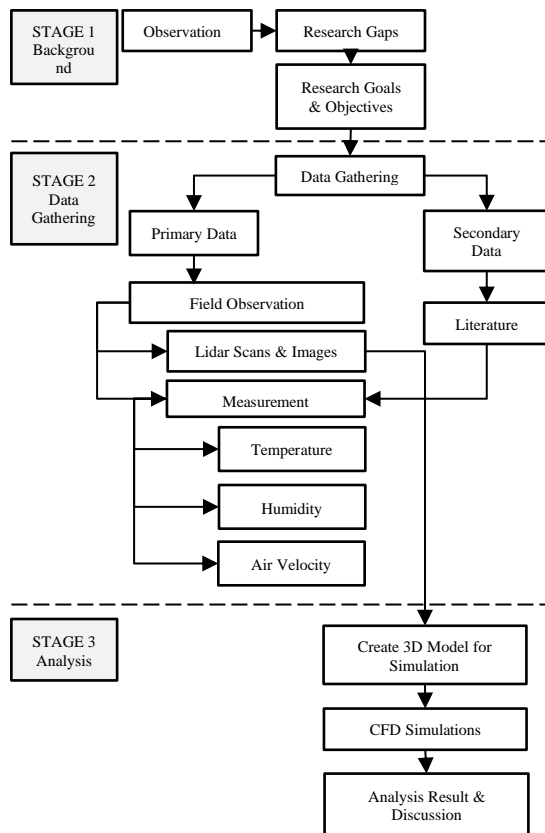 STAGE 1
Backgrou
nd
Observation
Research Gaps
Research Goals
& Objectives
STAGE 2
Data
Gathering
Data Gathering
Primary Data
Secondary
Data
Field Observation
Literature
Lidar Scans & Images
Measurement
Temperature
Humidity
Air Velocity
STAGE 3
Analysis
Create 3D Model for
Simulation
CFD Simulations
Analysis Result &
Discussion